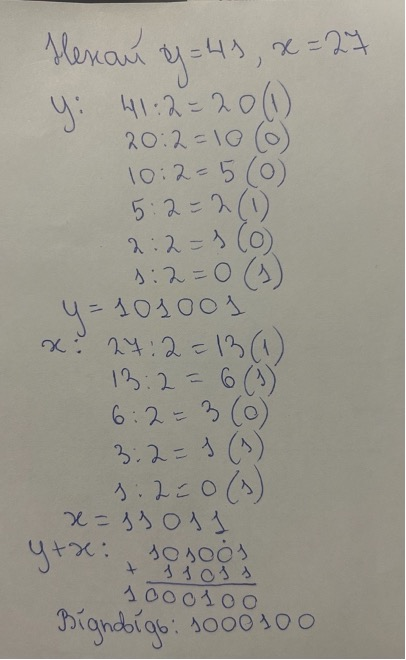 Нехай y=41, x=27
y: 41:2=20(1)
20:2=10(0)
10:2=5(0)
5:2=2(1)
2:2=1(0)
1:2=0(1)
y=101001
x: 27:2=13(1)
13:2=6(1)
6:2=3(0)
3:2=1(1)
1:2=0(1)
x=11011
y+x: 101001
+ 11011
1000100
Відповідь: 1000100